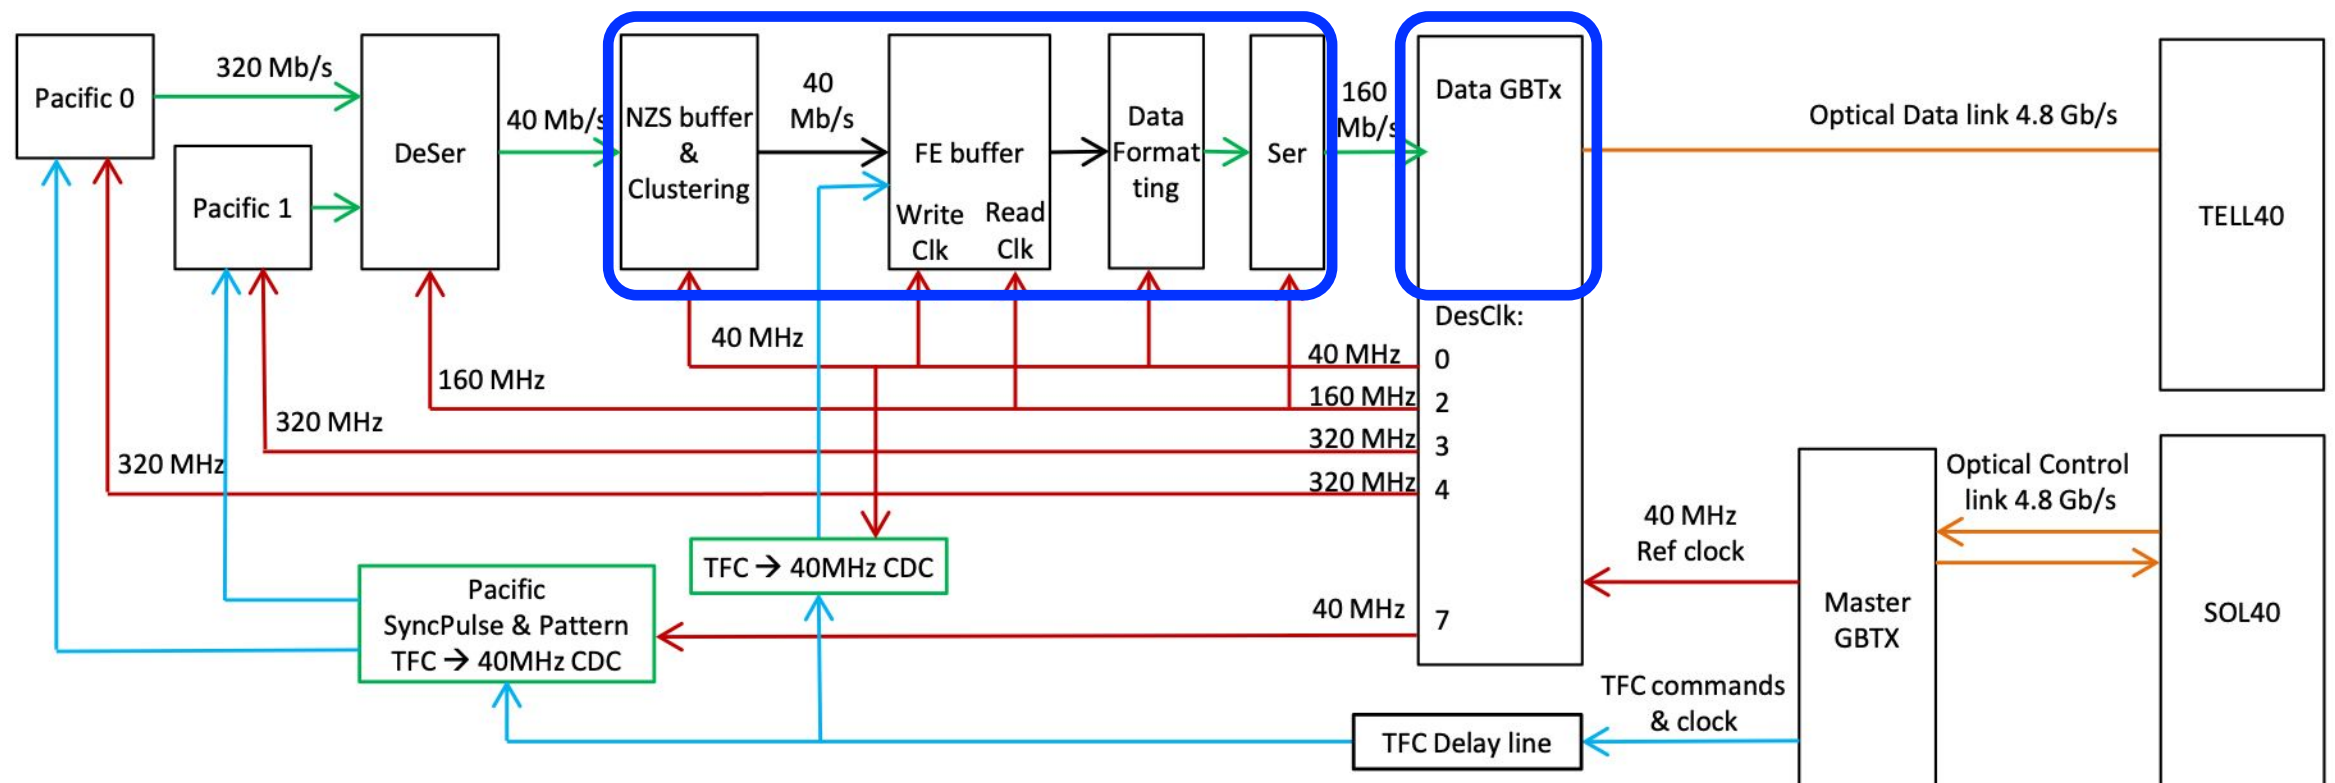 Pacific 0
320 Mb/s
Pacific 1
DeSer
40 Mb/s
NZS buffer
&
Clustering
40
Mb/s
FE buffer
Write
Clk
Read
Clk
Data
Format
ting
Ser
160
Mb/s
Data GBTx
Optical Data link 4.8 Gb/s
TELL40
DesClk:
40 MHz
40 MHz
0
160 MHz
160 MHz
2
320 MHz
320 MHz
3
320 MHz
320 MHz
4
Optical Control
link 4.8 Gb/s
40 MHz
Ref clock
TFC → 40MHz CDC
Pacific
SyncPulse & Pattern
TFC → 40MHz CDC
40 MHz
7
Master
GBTX
SOL40
TFC commands
& clock
TFC Delay line